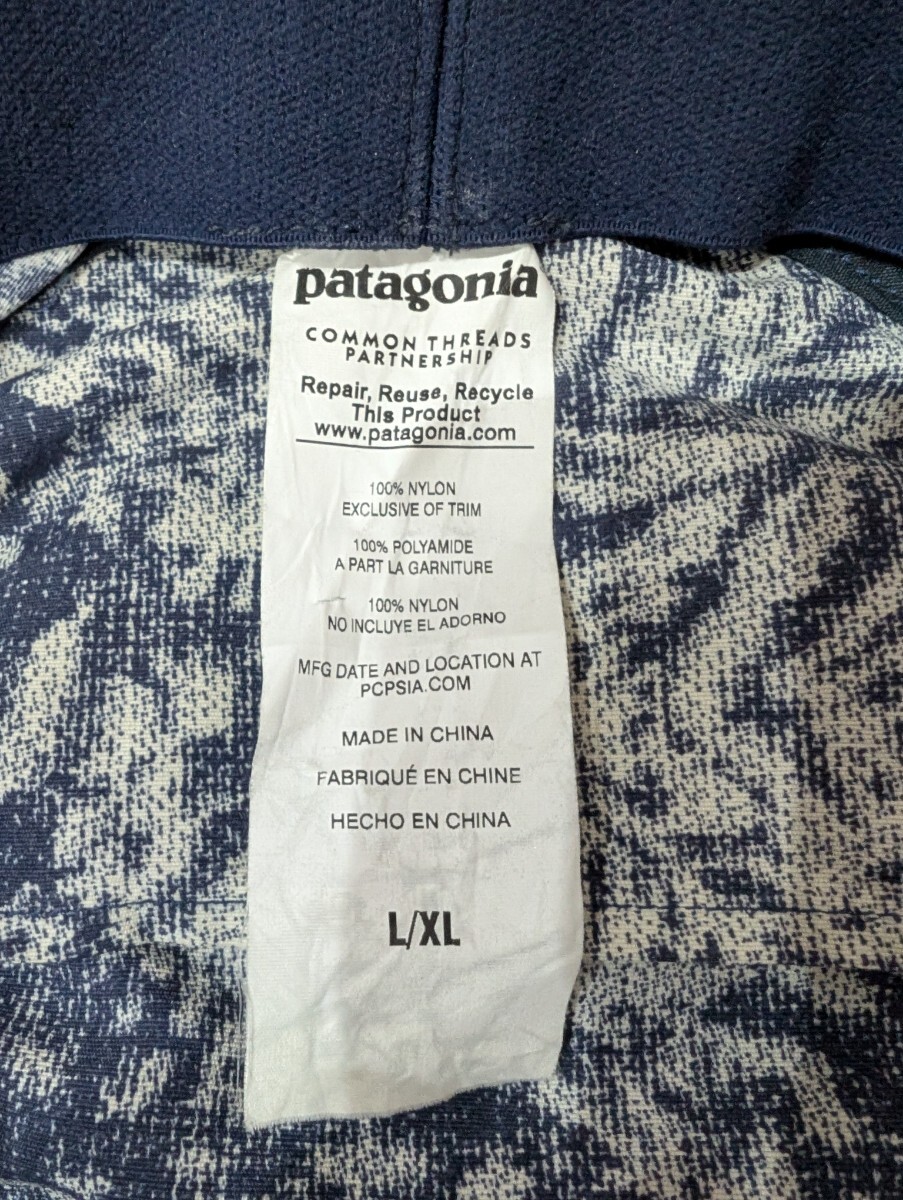 patagonia
COMMON THREADS
PARTNERSHIP
Repair, Reuse, Recycle
This Product
www.patagonia.com
100% NYLON
EXCLUSIVE OF TRIM
100% POLYAMIDE
A PART LA GARNITURE
100% NYLON
NO INCLUYE EL ADORNO
MFG DATE AND LOCATION AT
PCPSIA.COM
MADE IN CHINA
FABRIQUÉ EN CHINE
HECHO EN CHINA
L/XL